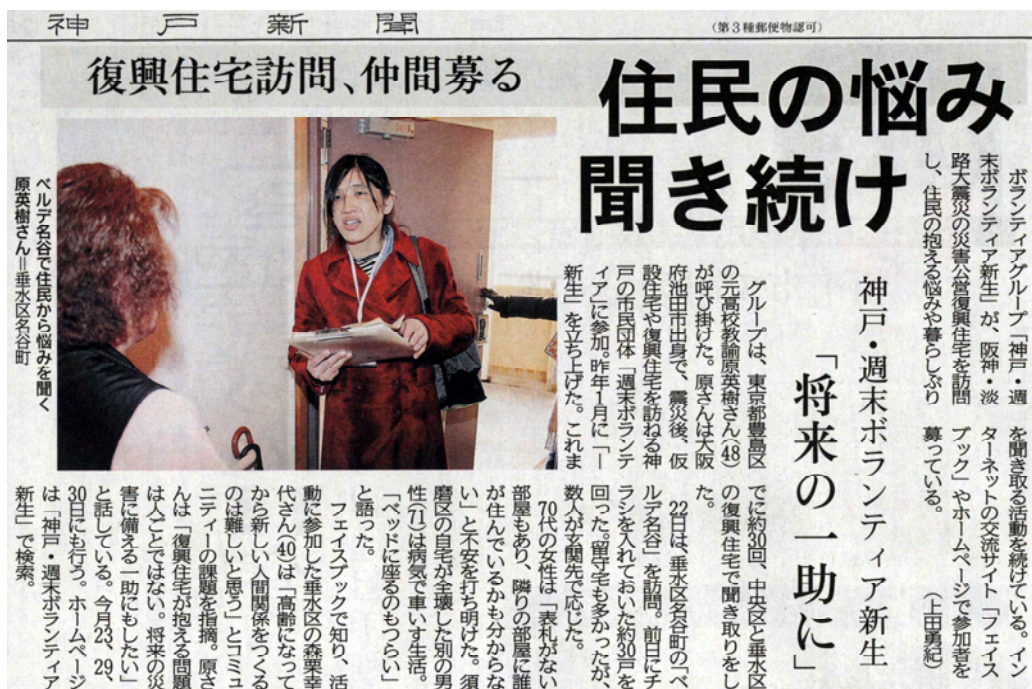 神戸新聞
(第3種郵便物認可)
復興住宅訪問、仲間募る
住民の悩み
聞き続け
神戸・週末ボランティア新生
「将来の一助に」
ボランティアグループ「神戸・週
末ボランティア新生」が、阪神・淡
路大震災の災害公営復興住宅を訪問
し、住民の抱える悩みや暮らしぶり
を聞き取る活動を続けている。イン
ターネットの交流サイト「フェイス
ブック」やホームページで参加者を
募っている。 (上田勇紀)
グループは、東京都豊島区
の元高校教諭原英樹さん(48)
が呼び掛けた。原さんは大阪
府池田市出身で、震災後、仮
設住宅や復興住宅を訪ねる神
戸の市民団体「週末ボランテ
ィア」に参加。昨年1月に「―
新生」を立ち上げた。これま
でに約30回、中央区と垂水区
の復興住宅で聞き取りをし
た。
22日は、垂水区名谷町の「ベ
ルデ名谷」を訪問。前日にチ
ラシを入れておいた約30戸を
回った。留守宅も多かったが、
数人が玄関先で応じた。
70代の女性は「表札がない
部屋もあり、隣りの部屋に誰
が住んでいるかも分からな
い」と不安を打ち明けた。須
磨区の自宅が全壊した別の男
性(71)は病気で車いす生活。
「ベッドに座るのもつらい」
と語った。
フェイスブックで知り、活
動に参加した垂水区の森栗幸
代さん(40)は「高齢になって
から新しい人間関係をつくる
のは難しいと思う」とコミュ
ニティーの課題を指摘。原さ
んは「復興住宅が抱える問題
は人ごとではない。将来の災
害に備える一助にもしたい」
と話している。今月23、29、
30日にも行う。ホームページ
は「神戸・週末ボランティア
新生」で検索。
ベルデ名谷で住民から悩みを聞く
原英樹さん＝垂水区名谷町